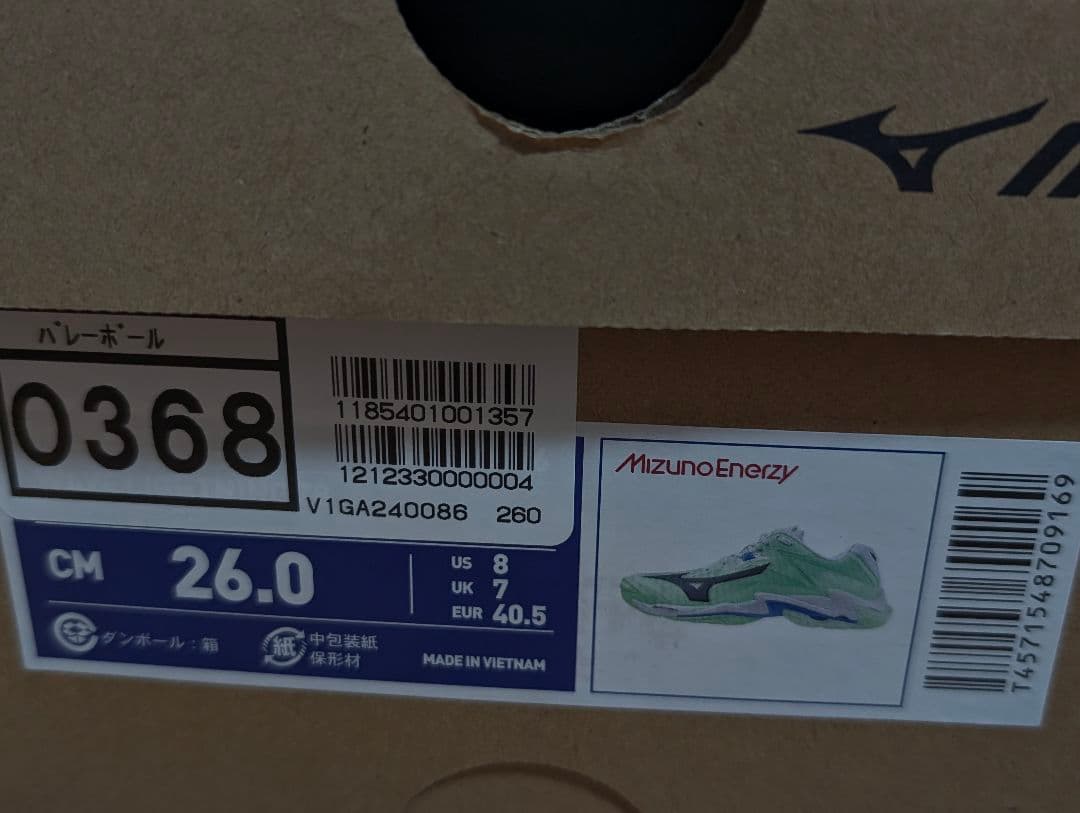 バレーボール
0368
1185401001357
1212330000004
V1GA240086 260
CM 26.0
US 8
UK 7
EUR 40.5
ダンボール:箱
紙 中包装紙
保形材
MADE IN VIETNAM
MizunoEnerzy
T4571548709169